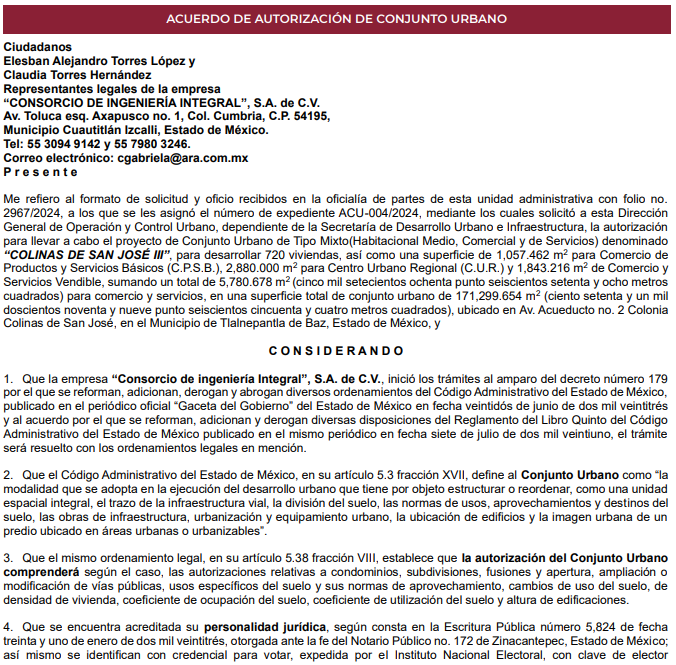 ACUERDO DE AUTORIZACIÓN DE CONJUNTO URBANO
Ciudadanos
Elesban Alejandro Torres López y
Claudia Torres Hernández
Representantes legales de la empresa
“CONSORCIO DE INGENIERÍA INTEGRAL”, S.A. de C.V.
Av. Toluca esq. Axapusco no. 1, Col. Cumbria, C.P. 54195,
Municipio Cuautitlán Izcalli, Estado de México.
Tel: 55 3094 9142 y 55 7980 3246.
Correo electrónico: cgabriela@ara.com.mx
P r e s e n t e
Me refiero al formato de solicitud y oficio recibidos en la oficialía de partes de esta unidad administrativa con folio no.
2967/2024, a los que se les asignó el número de expediente ACU-004/2024, mediante los cuales solicitó a esta Dirección
General de Operación y Control Urbano, dependiente de la Secretaría de Desarrollo Urbano e Infraestructura, la autorización
para llevar a cabo el proyecto de Conjunto Urbano de Tipo Mixto(Habitacional Medio, Comercial y de Servicios) denominado
“COLINAS DE SAN JOSÉ III”, para desarrollar 720 viviendas, así como una superficie de 1,057.462 m² para Comercio de
Productos y Servicios Básicos (C.P.S.B.), 2,880.000 m² para Centro Urbano Regional (C.U.R.) y 1,843.216 m² de Comercio y
Servicios Vendible, sumando un total de 5,780.678 m² (cinco mil setecientos ochenta punto seiscientos setenta y ocho metros
cuadrados) para comercio y servicios, en una superficie total de conjunto urbano de 171,299.654 m² (ciento setenta y un mil
doscientos noventa y nueve punto seiscientos cincuenta y cuatro metros cuadrados), ubicado en Av. Acueducto no. 2 Colonia
Colinas de San José, en el Municipio de Tlalnepantla de Baz, Estado de México, y
C O N S I D E R A N D O
1. Que la empresa “Consorcio de ingeniería Integral”, S.A. de C.V., inició los trámites al amparo del decreto número 179
por el que se reforman, adicionan, derogan y abrogan diversos ordenamientos del Código Administrativo del Estado de México,
publicado en el periódico oficial “Gaceta del Gobierno” del Estado de México en fecha veintidós de junio de dos mil veintitrés
y al acuerdo por el que se reforman, adicionan y derogan diversas disposiciones del Reglamento del Libro Quinto del Código
Administrativo del Estado de México publicado en el mismo periódico en fecha siete de julio de dos mil veintiuno, el trámite
será resuelto con los ordenamientos legales en mención.
2. Que el Código Administrativo del Estado de México, en su artículo 5.3 fracción XVII, define al Conjunto Urbano como “la
modalidad que se adopta en la ejecución del desarrollo urbano que tiene por objeto estructurar o reordenar, como una unidad
espacial integral, el trazo de la infraestructura vial, la división del suelo, las normas de usos, aprovechamientos y destinos del
suelo, las obras de infraestructura, urbanización y equipamiento urbano, la ubicación de edificios y la imagen urbana de un
predio ubicado en áreas urbanas o urbanizables”.
3. Que el mismo ordenamiento legal, en su artículo 5.38 fracción VIII, establece que la autorización del Conjunto Urbano
comprenderá según el caso, las autorizaciones relativas a condominios, subdivisiones, fusiones y apertura, ampliación o
modificación de vías públicas, usos específicos del suelo y sus normas de aprovechamiento, cambios de uso del suelo, de
densidad de vivienda, coeficiente de ocupación del suelo, coeficiente de utilización del suelo y altura de edificaciones.
4. Que se encuentra acreditada su personalidad jurídica, según consta en la Escritura Pública número 5,824 de fecha
treinta y uno de enero de dos mil veintitrés, otorgada ante la fe del Notario Público no. 172 de Zinacantepec, Estado de México;
así mismo se identifican con credencial para votar, expedida por el Instituto Nacional Electoral, con clave de elector